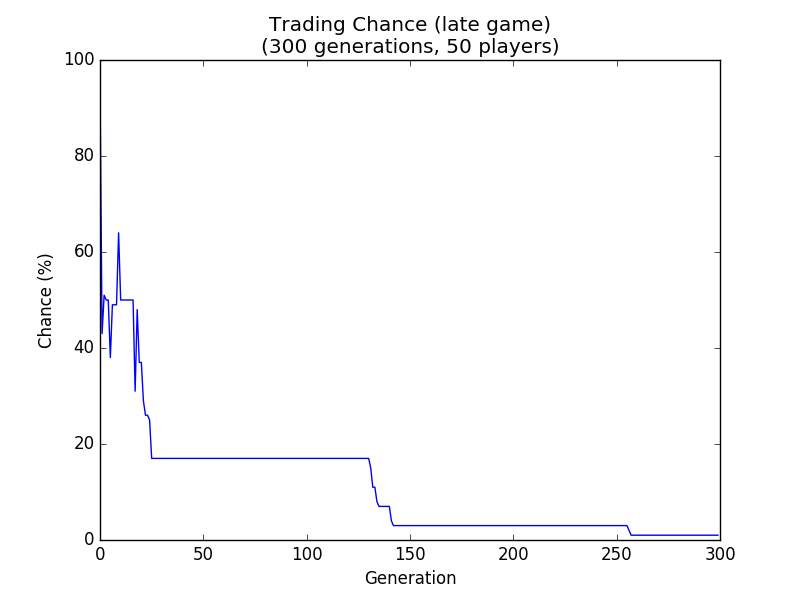 Trading Chance (late game)
(300 generations, 50 players)
100
80
60
40
20
0
Chance (%)
0 50 100 150 200 250 300
Generation